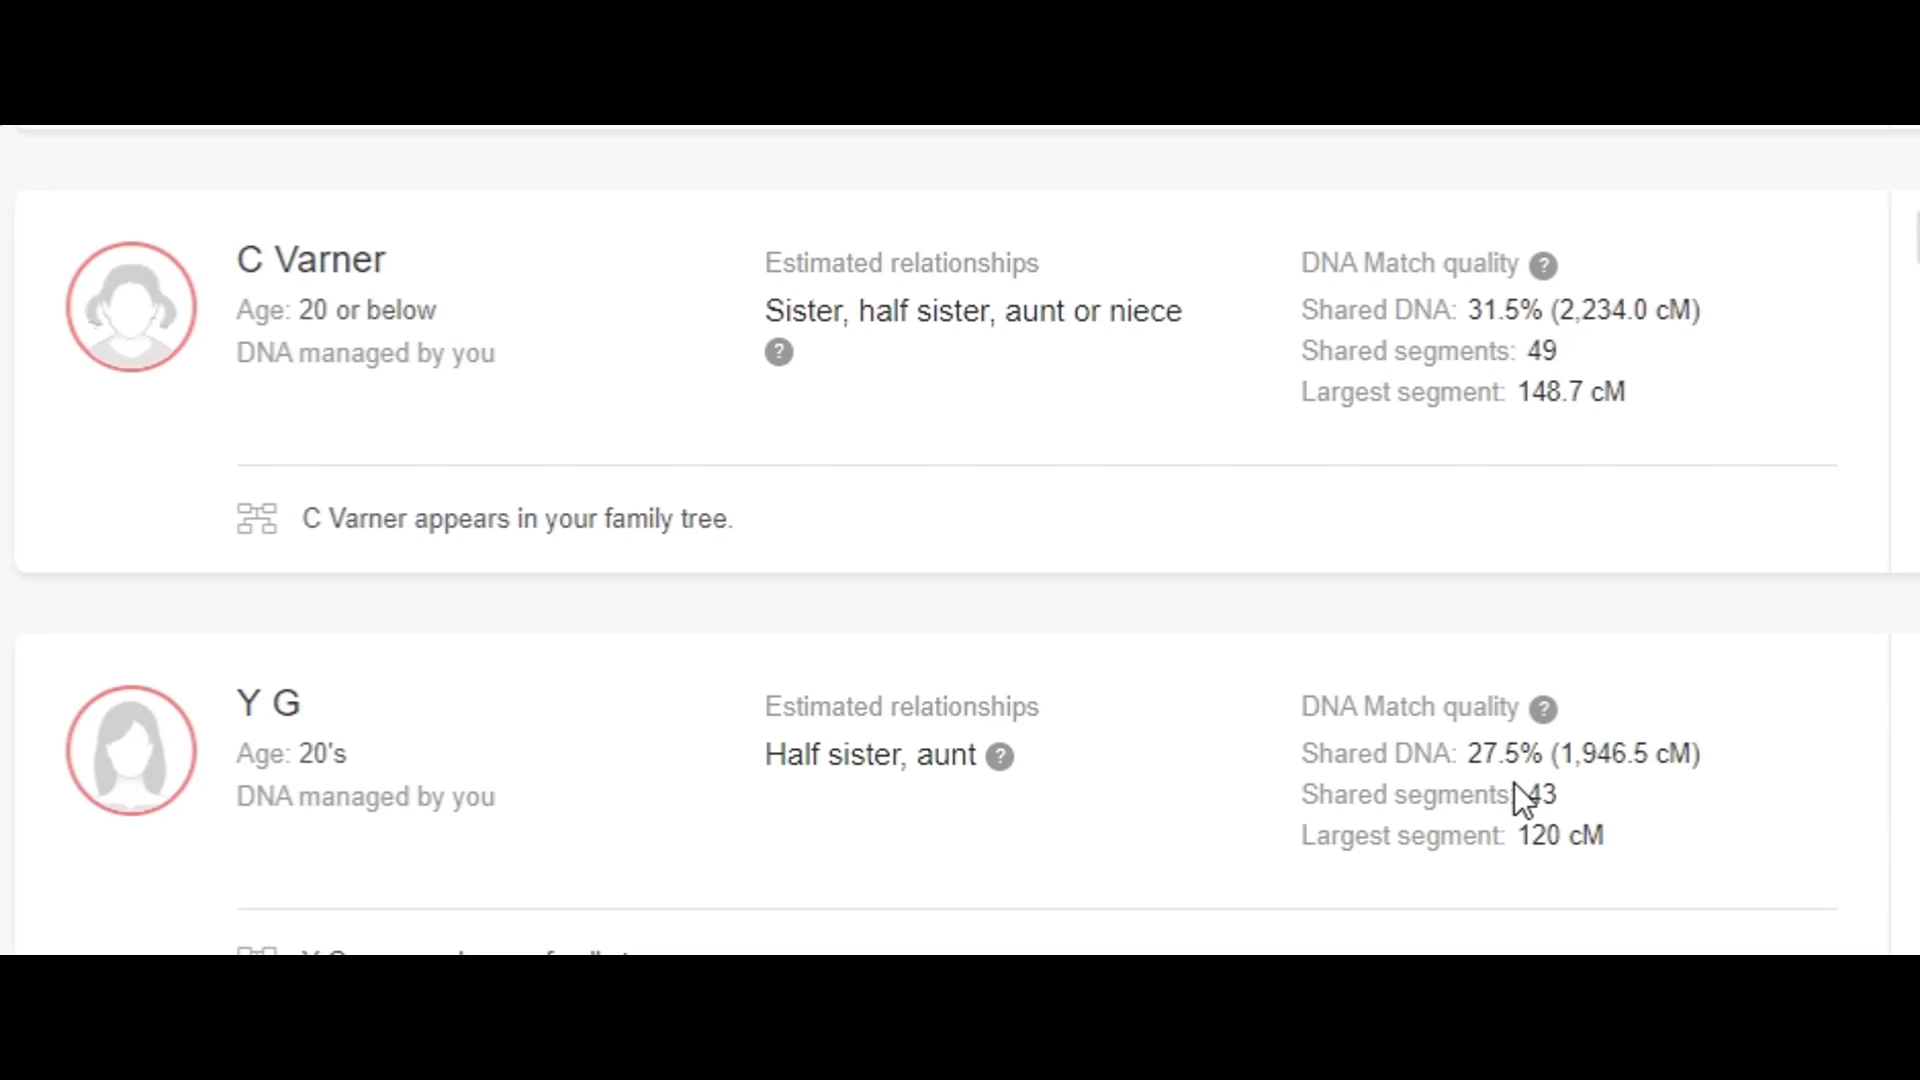 C Varner
Age: 20 or below
DNA managed by you
Estimated relationships
Sister, half sister, aunt or niece
?
DNA Match quality ?
Shared DNA: 31.5% (2,234.0 cM)
Shared segments: 49
Largest segment: 148.7 cM
C Varner appears in your family tree.
Y G
Age: 20's
DNA managed by you
Estimated relationships
Half sister, aunt ?
DNA Match quality ?
Shared DNA: 27.5% (1,946.5 cM)
Shared segments: 43
Largest segment: 120 cM